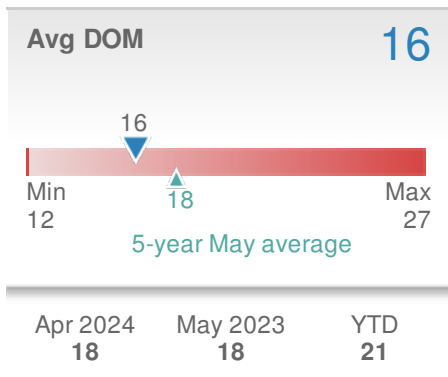 Avg DOM 16
16
Min Max
12 18 27
5-year May average
Apr 2024 May 2023 YTD
18 18 21